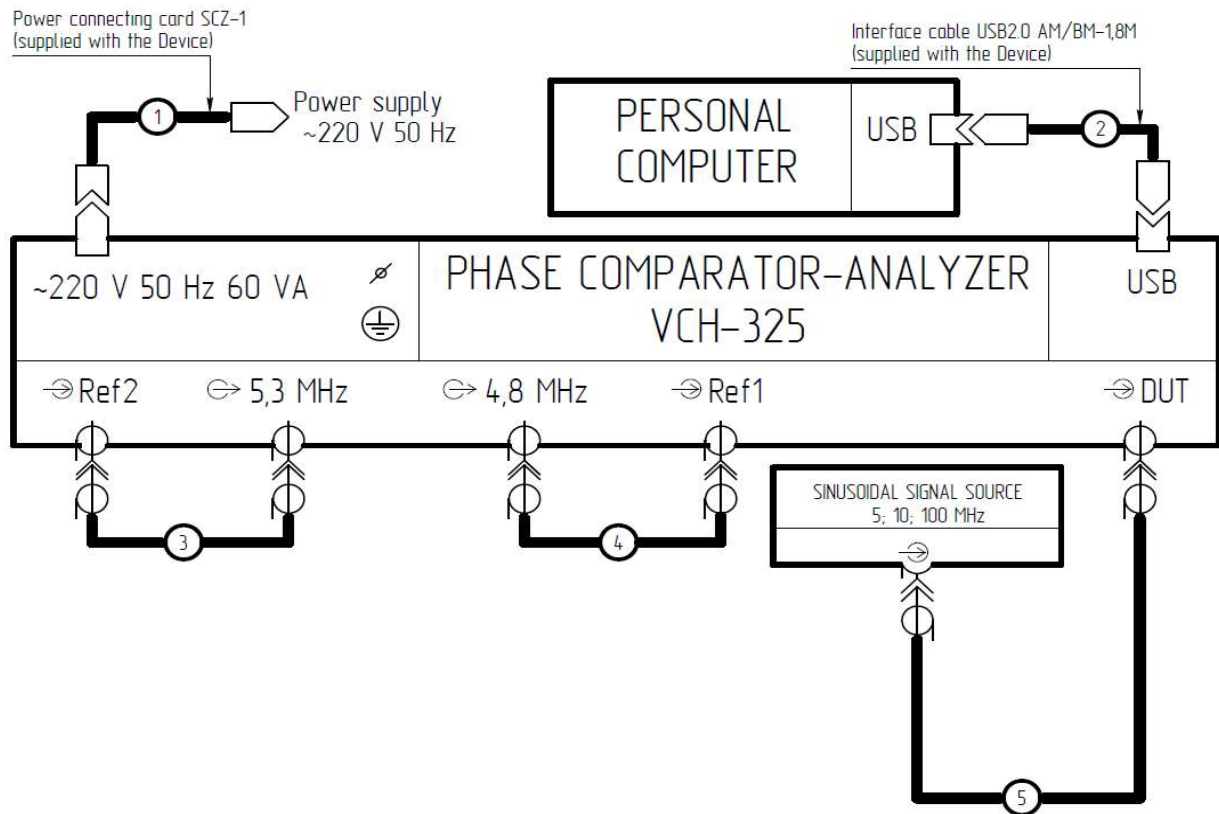 Power connecting card SCZ-1
(supplied with the Device)
Interface cable USB2.0 AM/BM-1,8M
(supplied with the Device)
1
Power supply
~220 V 50 Hz
PERSONAL
COMPUTER
USB
2
~220 V 50 Hz 60 VA
PHASE COMPARATOR-ANALYZER
VCH-325
USB
Ref2
5,3 MHz
4,8 MHz
Ref1
DUT
SINUSOIDAL SIGNAL SOURCE
5; 10; 100 MHz
3
4
5